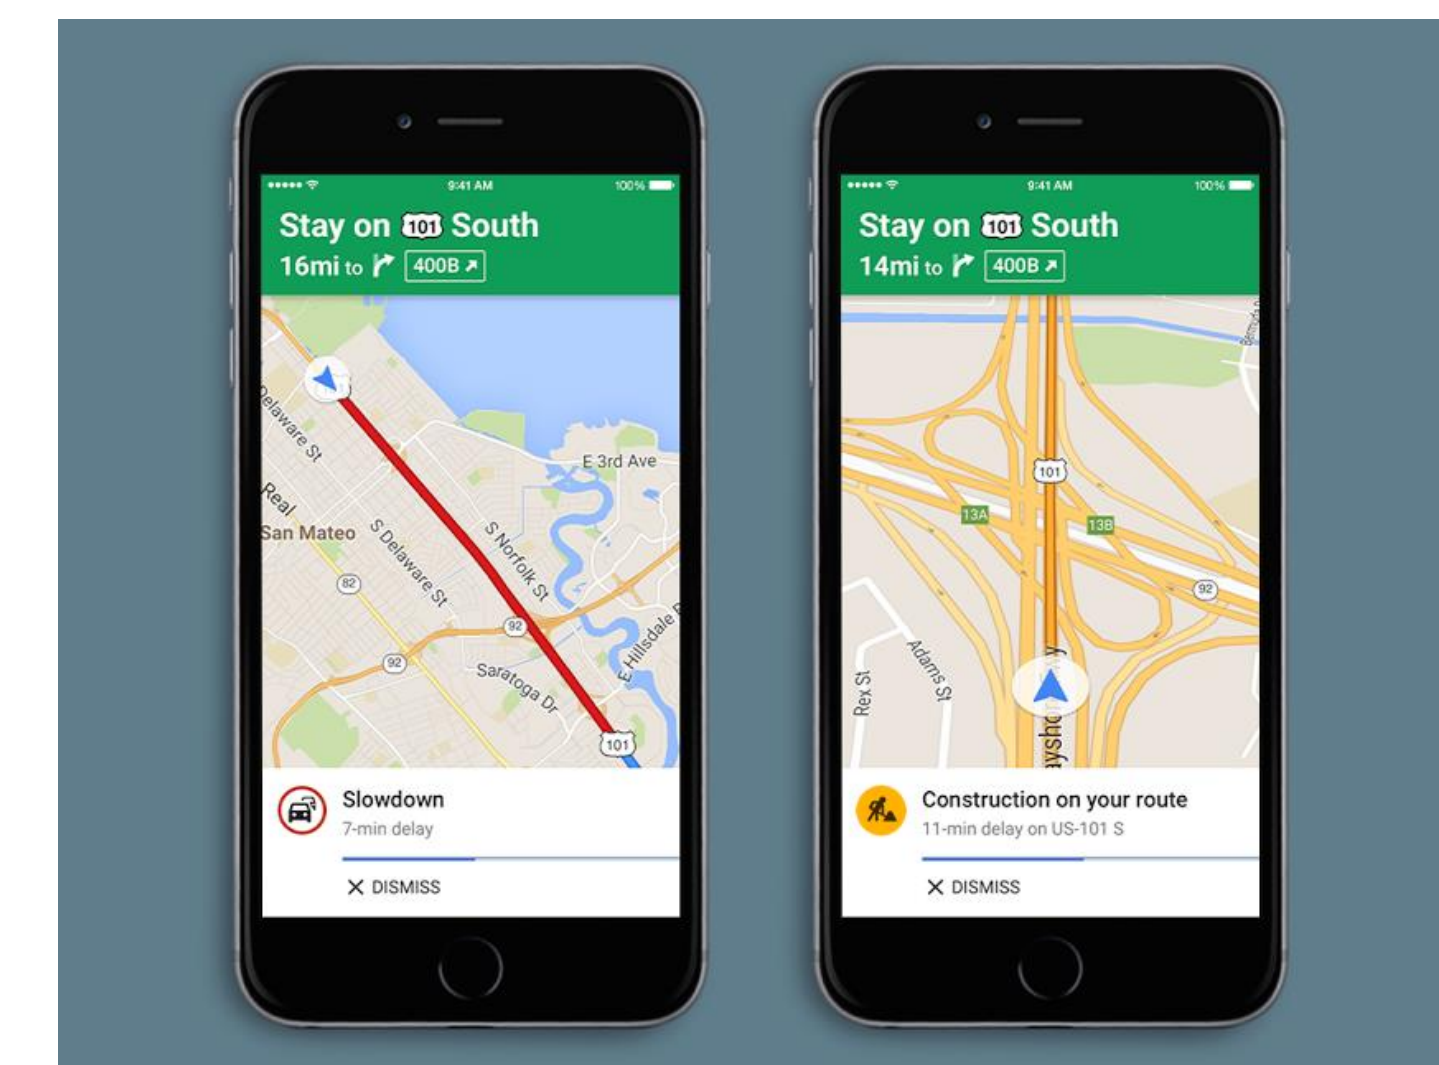 9:41 AM 100%
Stay on 101 South
16mi to 400B
Delaware St
E 3rd Ave
Real
San Mateo
S Delaware St
S Norfolk St
82
92
92
E Hillsdale
Saratoga Dr
101
Slowdown
7-min delay
DISMISS
9:41 AM 100%
Stay on 101 South
14mi to 400B
101
13A
13B
92
Adams St
Rex St
Construction on your route
11-min delay on US-101 S
DISMISS